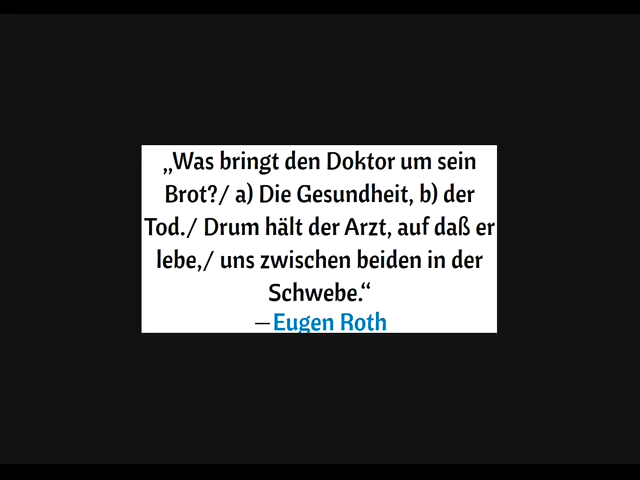 „Was bringt den Doktor um sein
Brot?/ a) Die Gesundheit, b) der
Tod./ Drum hält der Arzt, auf daß er
lebe,/ uns zwischen beiden in der
Schwebe.“
—Eugen Roth